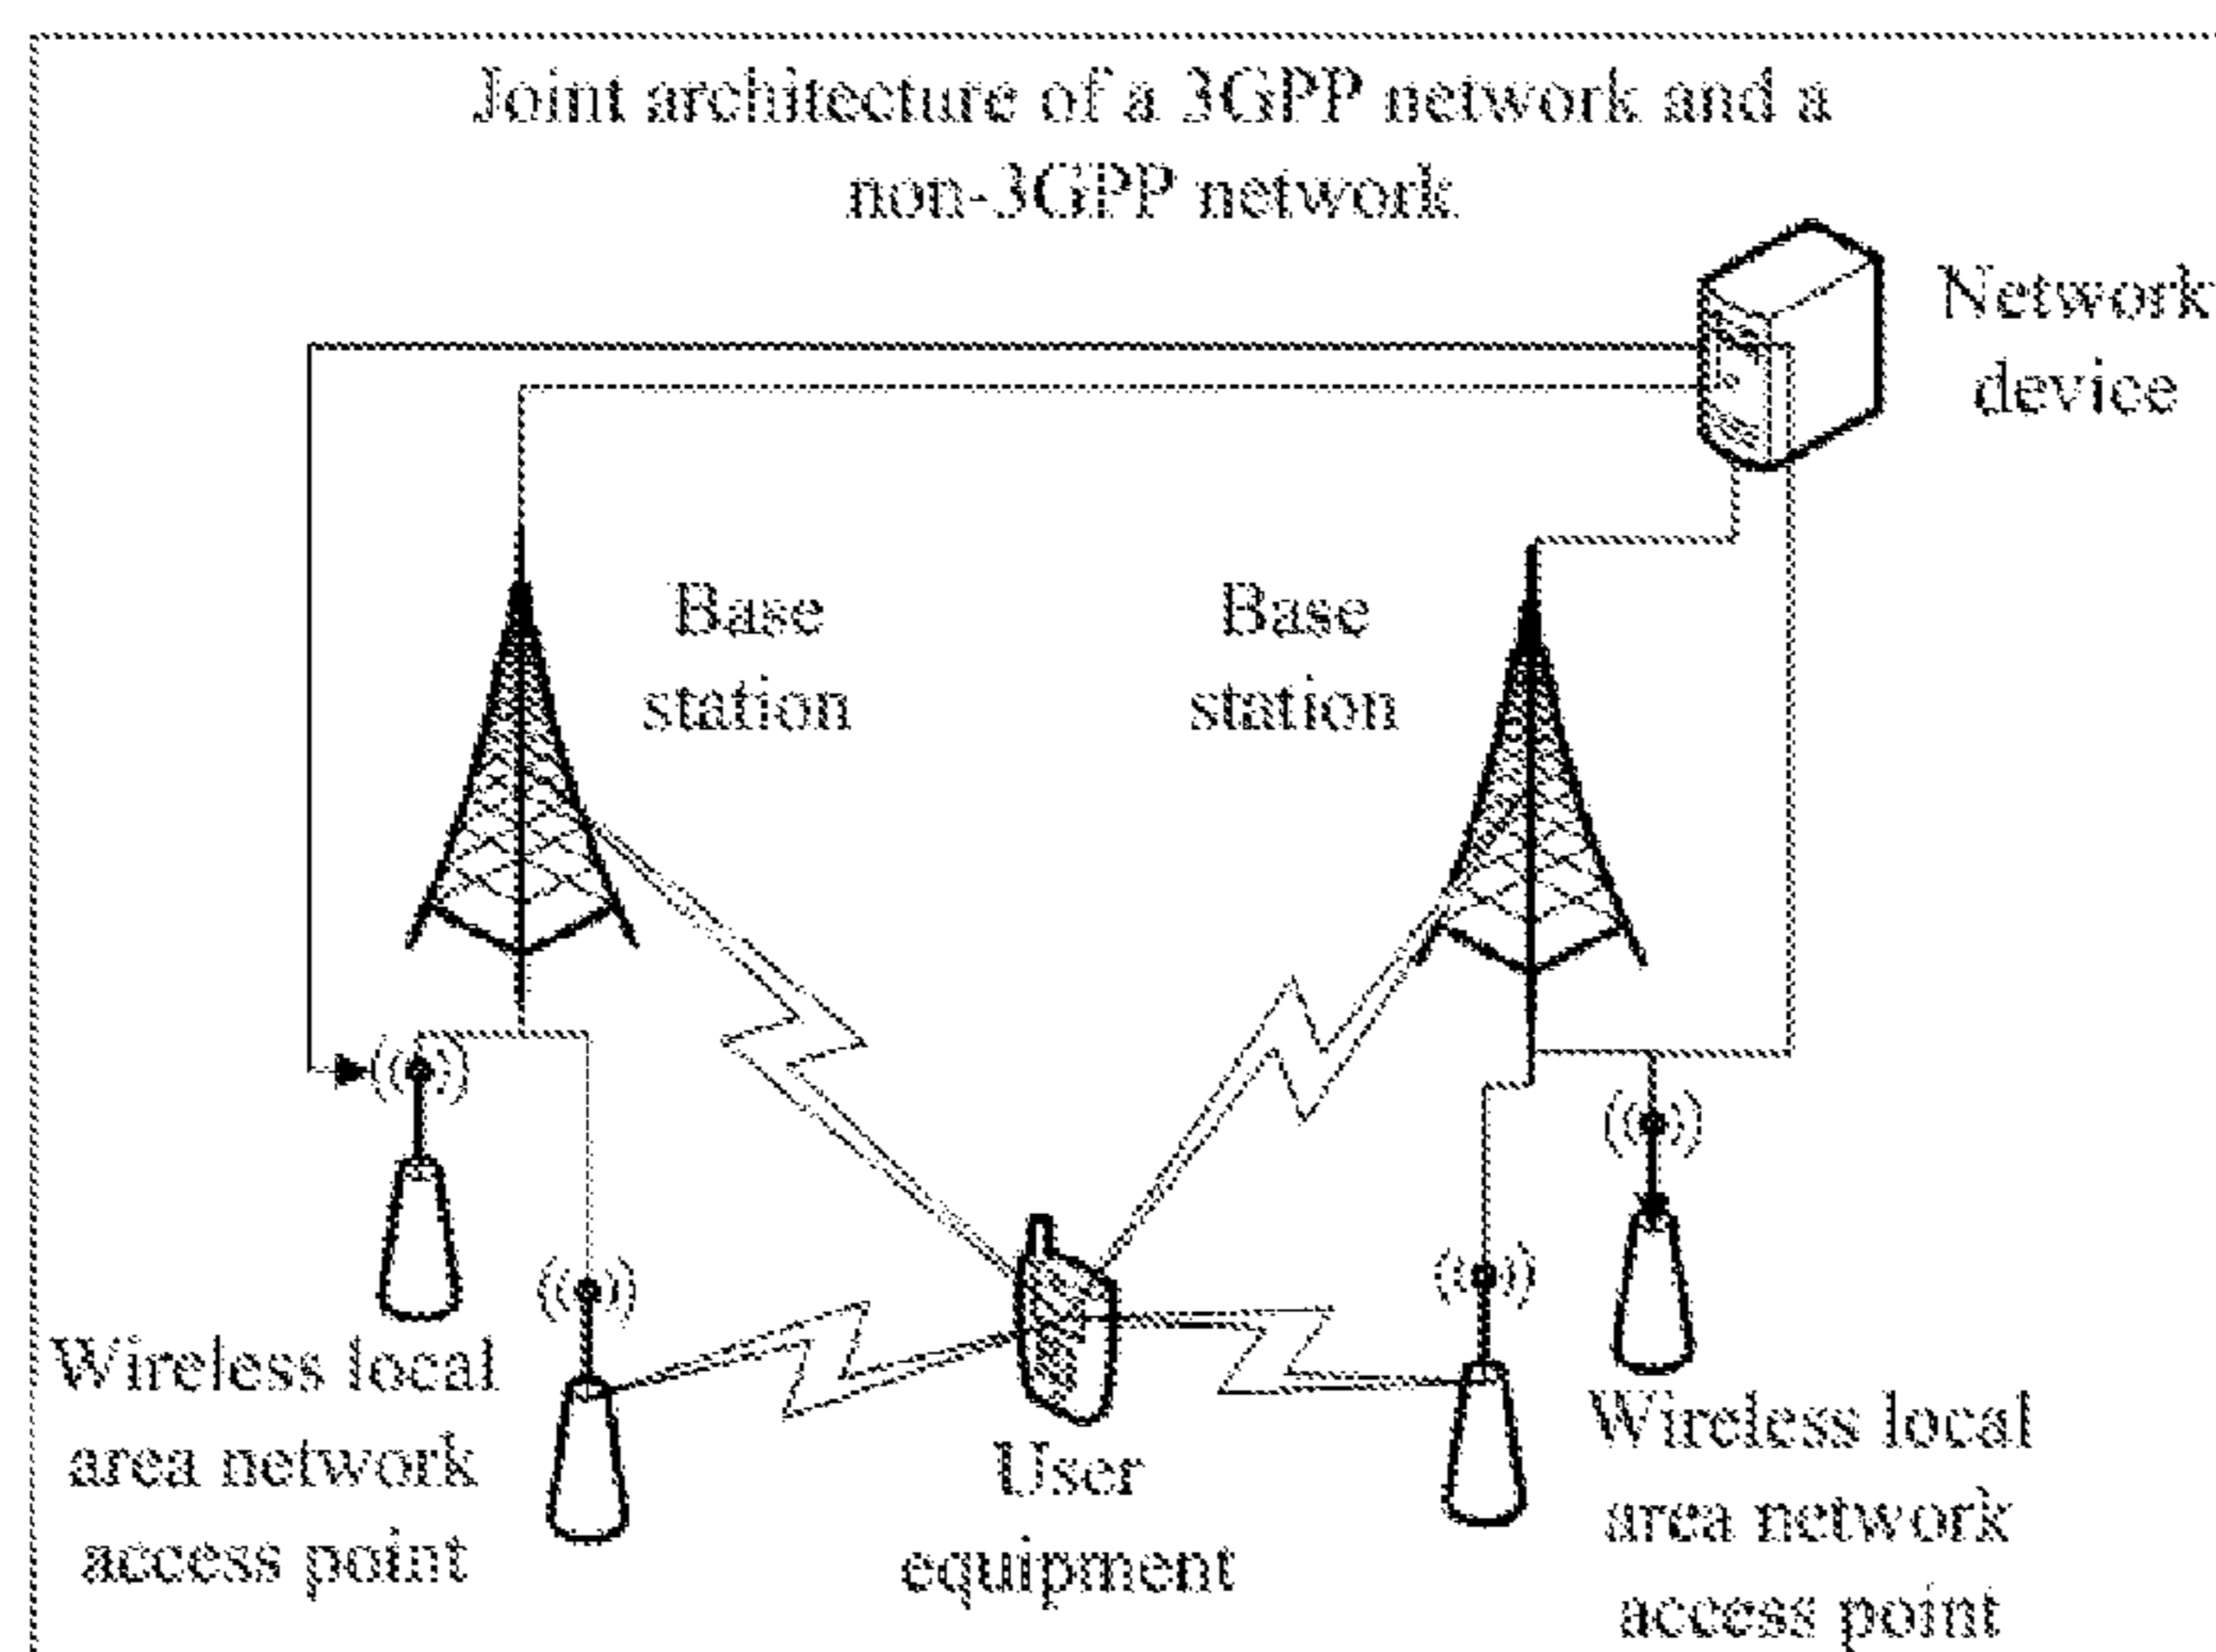 Joint architecture of a 3GPP network and a
non-3GPP network
Network
device
Base
station
Base
station
Wireless local
area network
access point
User
equipment
Wireless local
area network
access point